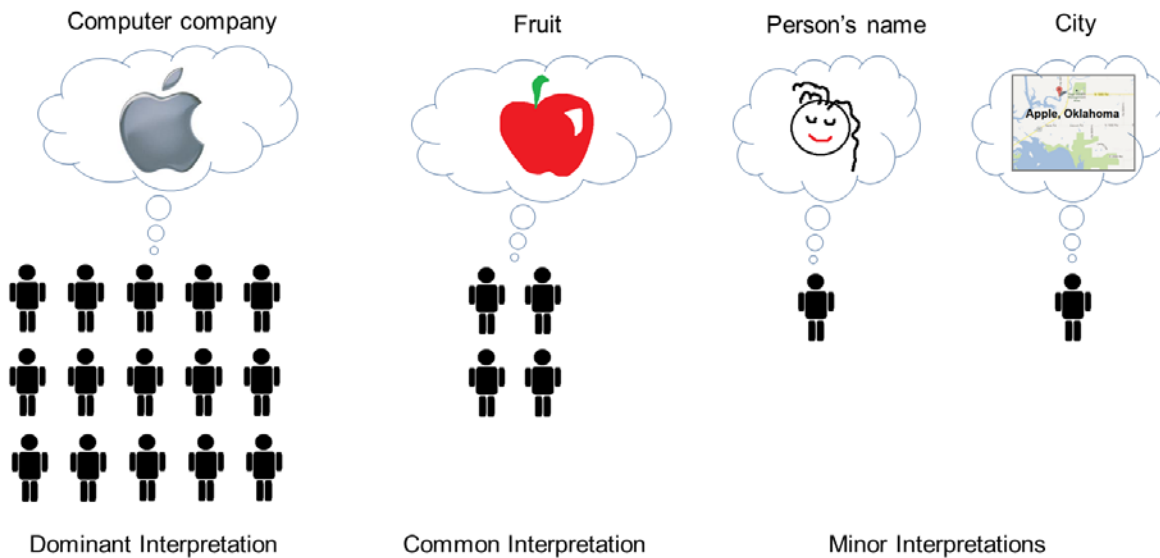 Computer company
Fruit
Person's name
City
Apple, Oklahoma
Dominant Interpretation
Common Interpretation
Minor Interpretations